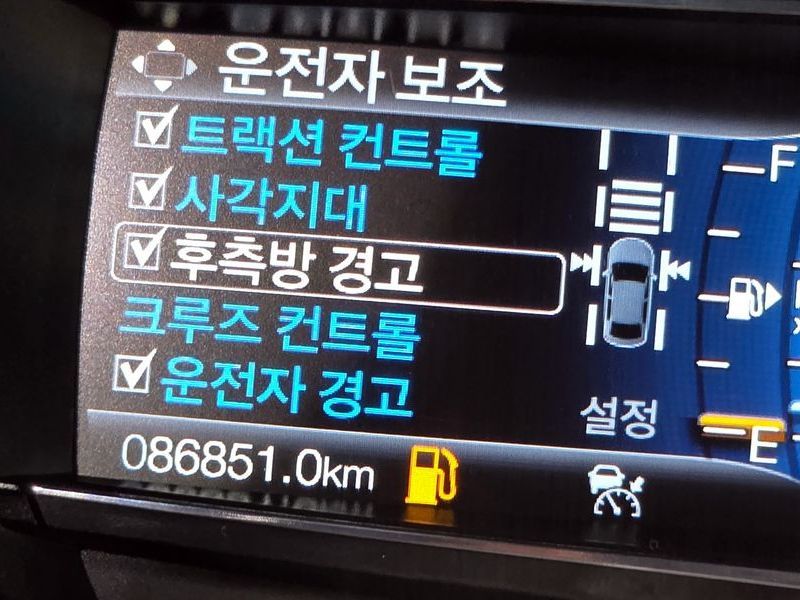 운전자 보조
트랙션 컨트롤
사각지대
후측방 경고
크루즈 컨트롤
운전자 경고
설정
086851.0km
F
E